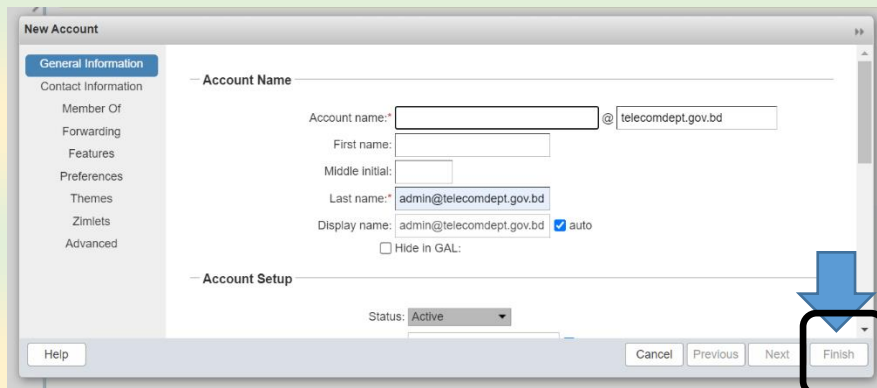 New Account
General Information
Contact Information
Member Of
Forwarding
Features
Preferences
Themes
Zimlets
Advanced
Account Name
Account name:* @ telecomdept.gov.bd
First name:
Middle initial:
Last name:* admin@telecomdept.gov.bd
Display name: admin@telecomdept.gov.bd auto
Hide in GAL:
Account Setup
Status: Active
Help Cancel Previous Next Finish